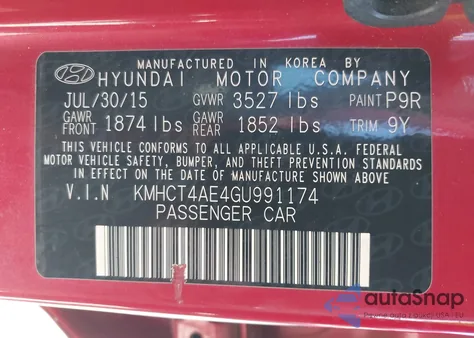 MANUFACTURED IN KOREA BY
HYUNDAI MOTOR COMPANY
JUL/30/15 GVWR 3527 lbs PAINT P9R
GAWR FRONT 1874 lbs GAWR REAR 1852 lbs TRIM 9Y
THIS VEHICLE CONFORMS TO ALL APPLICABLE U.S.A. FEDERAL
MOTOR VEHICLE SAFETY, BUMPER, AND THEFT PREVENTION STANDARDS
IN EFFECT ON THE DATE OF MANUFACTURE SHOWN ABOVE.
V.I.N KMHCT4AE4GU991174
PASSENGER CAR
autoSnap